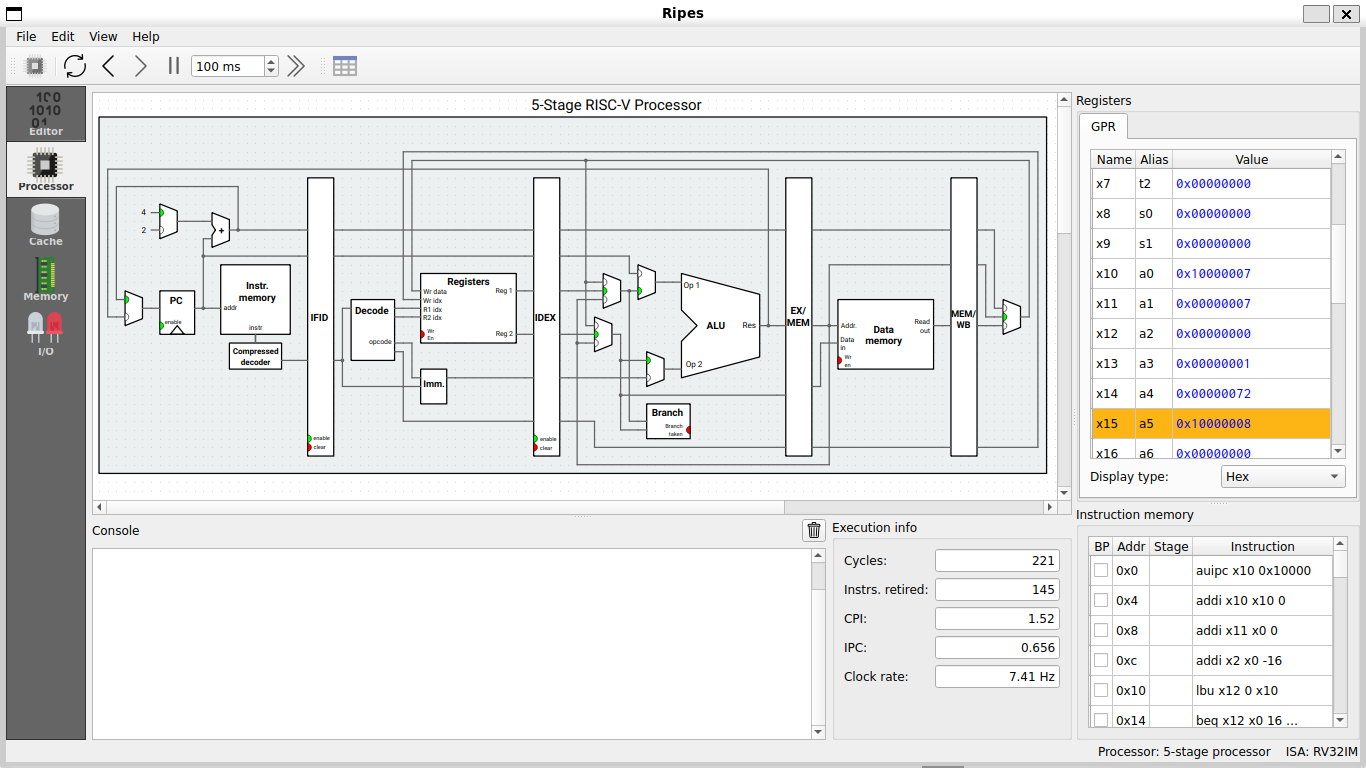 Ripes
File Edit View Help
100 ms
Editor
Processor
Cache
Memory
I/O
5-Stage RISC-V Processor
4
2
+
PC
enable
Instr.
memory
addr
instr
Compressed
decoder
IFID
enable
clear
Decode
opcode
Registers
Wr data
Wr idx
R1 idx
R2 idx
Wr
En
Reg 1
Reg 2
Imm.
IDEX
enable
clear
Op 1
ALU
Res
Op 2
Branch
Branch
taken
EX/
MEM
Addr.
Data
in
Wr
en
Data
memory
Read
out
MEM/
WB
Registers
GPR
Name Alias Value
x7 t2 0x00000000
x8 s0 0x00000000
x9 s1 0x00000000
x10 a0 0x10000007
x11 a1 0x00000007
x12 a2 0x00000000
x13 a3 0x00000001
x14 a4 0x00000072
x15 a5 0x10000008
x16 a6 0x00000000
Display type: Hex
Console
Execution info
Cycles: 221
Instrs. retired: 145
CPI: 1.52
IPC: 0.656
Clock rate: 7.41 Hz
Instruction memory
BP Addr Stage Instruction
0x0 auipc x10 0x10000
0x4 addi x10 x10 0
0x8 addi x11 x0 0
0xc addi x2 x0 -16
0x10 lbu x12 0 x10
0x14 beq x12 x0 16 ...
Processor: 5-stage processor ISA: RV32IM